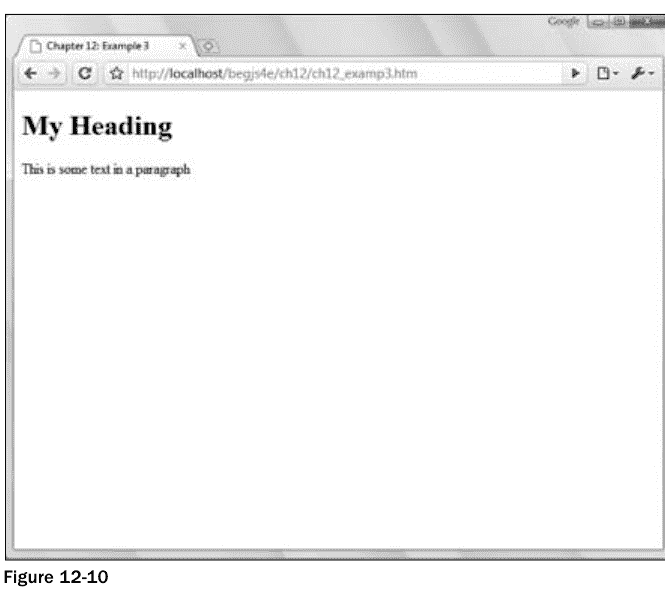 Google
Chapter 12: Example 3
http://localhost/begjs4e/ch12/ch12_examp3.htm
My Heading
This is some text in a paragraph
Figure 12-10